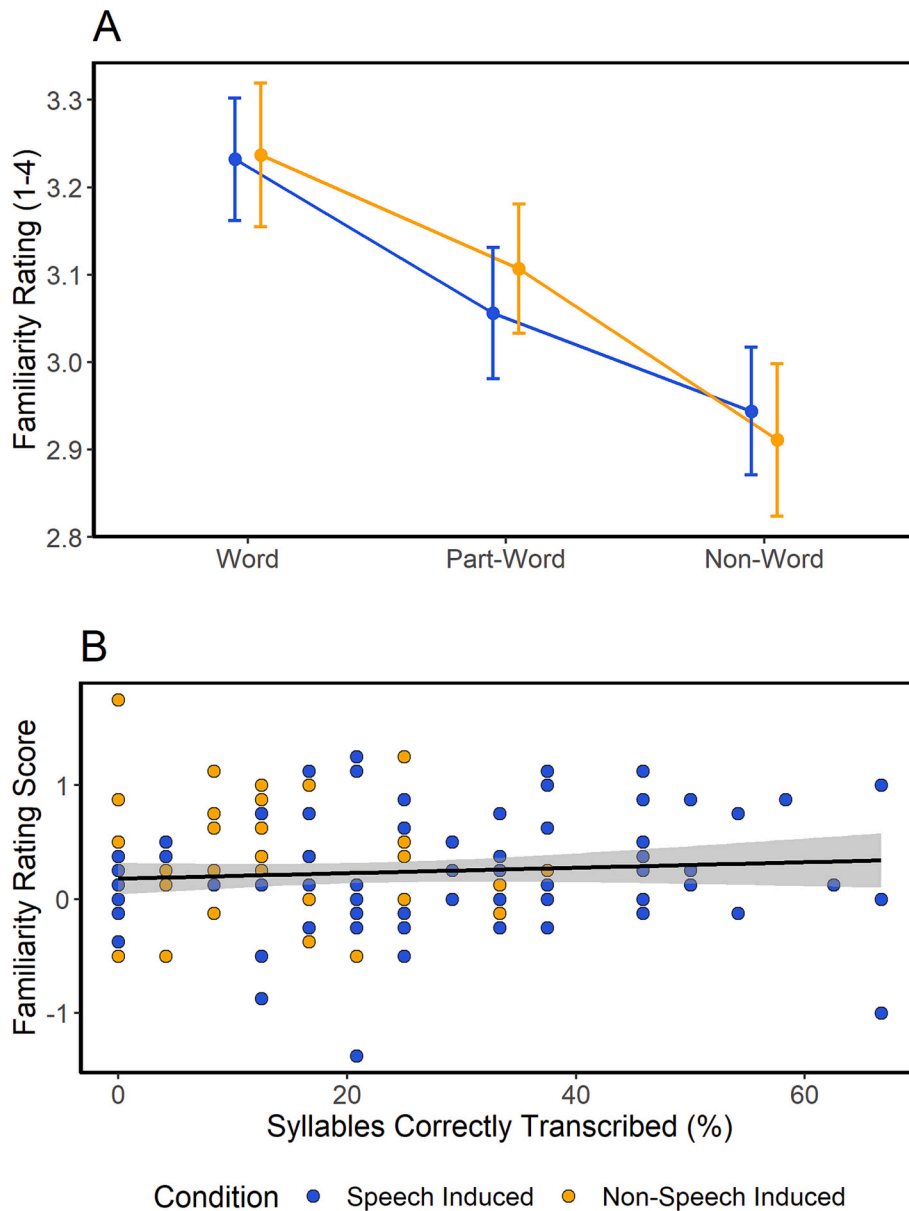 A
Familiarity Rating (1-4)
3.3
3.2
3.1
3.0
2.9
2.8
Word Part-Word Non-Word
B
Familiarity Rating Score
1
0
-1
0 20 40 60
Syllables Correctly Transcribed (%)
Condition Speech Induced Non-Speech Induced